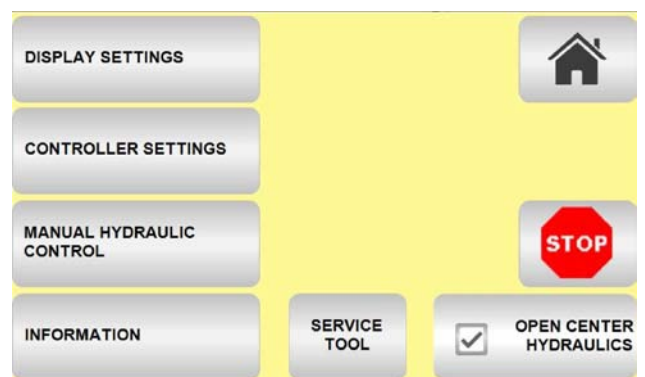 DISPLAY SETTINGS
CONTROLLER SETTINGS
MANUAL HYDRAULIC
CONTROL
STOP
INFORMATION
SERVICE
TOOL
OPEN CENTER
HYDRAULICS